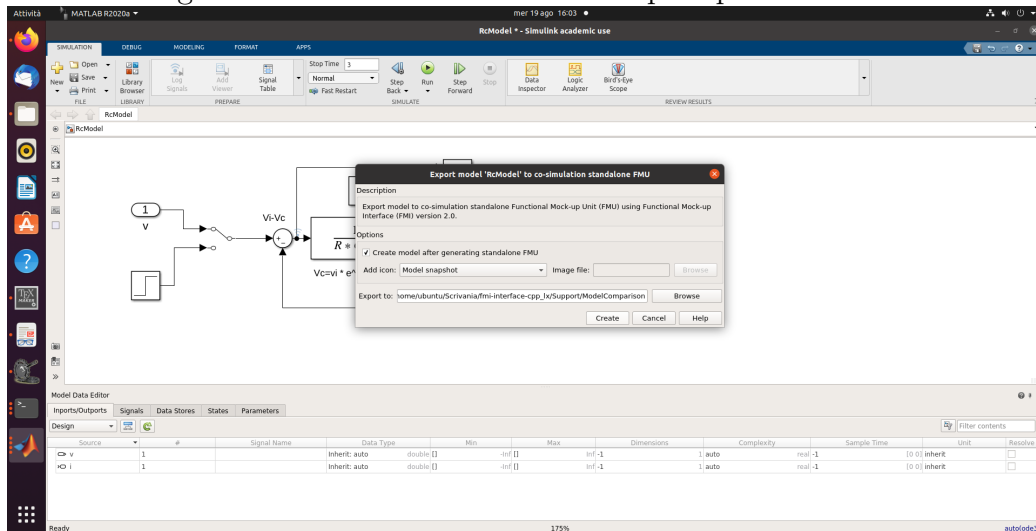 Attività MATLAB R2020a mer 19 ago 16:03
RcModel * - Simulink academic use
SIMULATION DEBUG MODELING FORMAT APPS
New Open Save Print
Library Browser
Log Signals
Add Viewer
Signal Table
Stop Time 3
Normal
Fast Restart
Step Back
Run
Step Forward
Stop
Data Inspector
Logic Analyzer
Bird's-Eye Scope
FILE LIBRARY PREPARE SIMULATE REVIEW RESULTS
RcModel
RcModel
1
v
Vi-Vc
R *
Vc=vi * e^
Export model 'RcModel' to co-simulation standalone FMU
Description
Export model to co-simulation standalone Functional Mock-up Unit (FMU) using Functional Mock-up
Interface (FMI) version 2.0.
Options
Create model after generating standalone FMU
Add icon: Model snapshot Image file: Browse
Export to: home/ubuntu/Scrivania/fmi-interface-cpp_lx/Support/ModelComparison Browse
Create Cancel Help
Model Data Editor
Inports/Outports Signals Data Stores States Parameters
Design Filter contents
Source # Signal Name Data Type Min Max Dimensions Complexity Sample Time Unit Resolve
v 1 Inherit: auto double [] -Inf [] Inf -1 1 auto real -1 [0 0] inherit
i 1 Inherit: auto double [] -Inf [] Inf -1 1 auto real -1 [0 0] inherit
Ready 175%